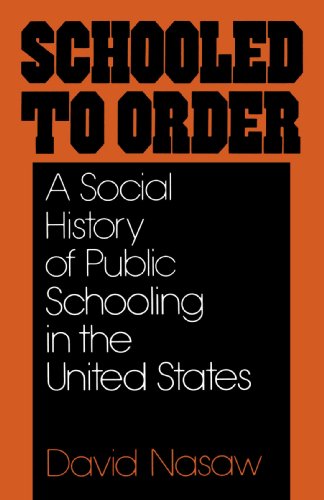 SCHOOLED
TO ORDER
A Social
History
of Public
Schooling
in the
United States
David Nasaw